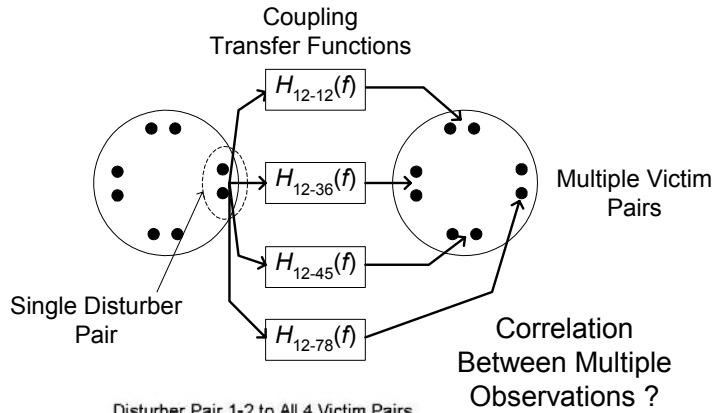 Coupling
Transfer Functions
H12-12(f)
H12-36(f)
H12-45(f)
H12-78(f)
Multiple Victim
Pairs
Single Disturber
Pair
Correlation
Between Multiple
Observations ?
Disturber Pair 1-2 to All 4 Victim Pairs